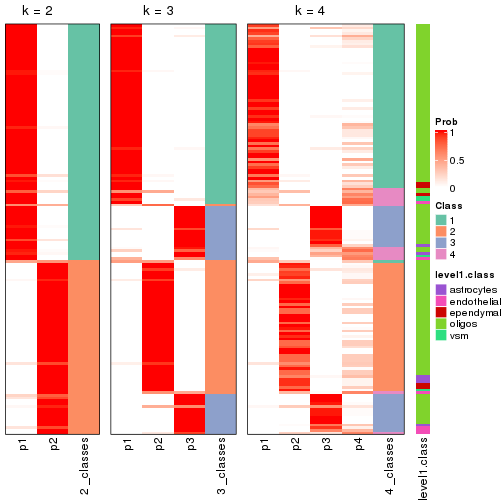 k = 2
k = 3
k = 4
p1
p2
2_classes
p1
p2
p3
3_classes
p1
p2
p3
p4
4_classes
level1.class
Prob
1
0.5
0
Class
1
2
3
4
level1.class
astrocytes
endothelial
ependymal
oligos
vsm